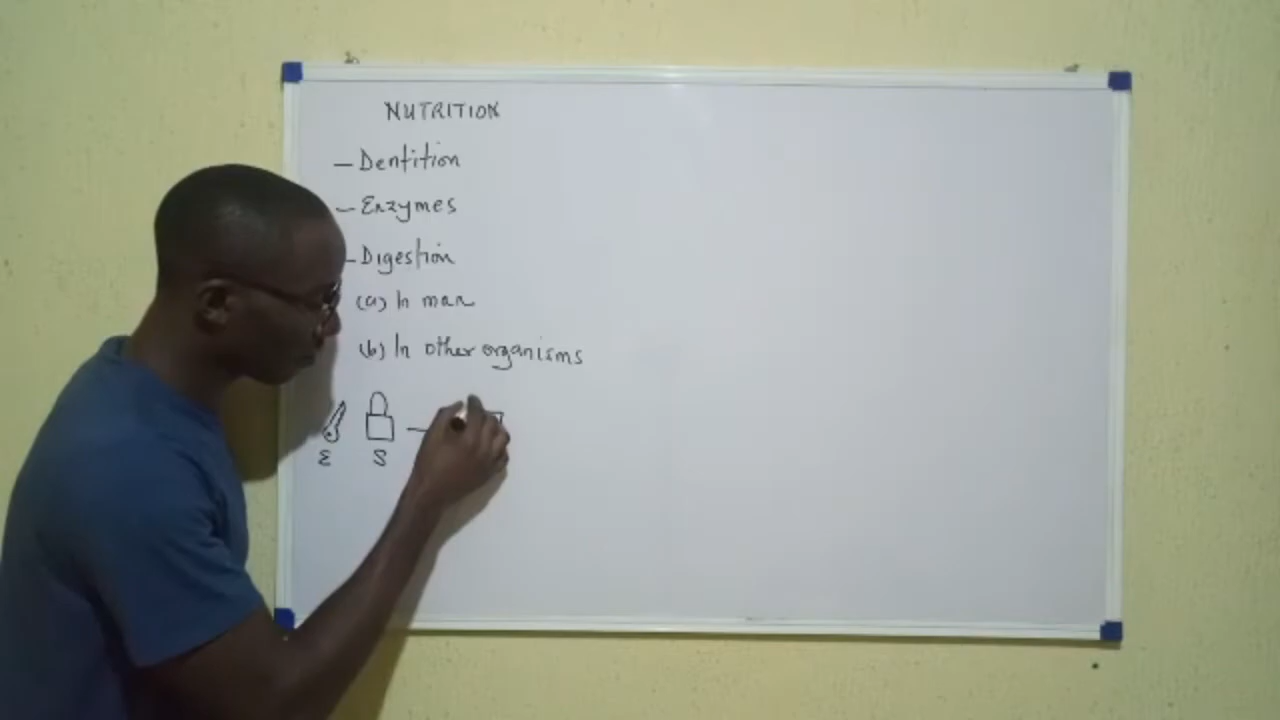 NUTRITION
- Dentition
- Enzymes
- Digestion
(a) In man
(b) In other organisms
E S